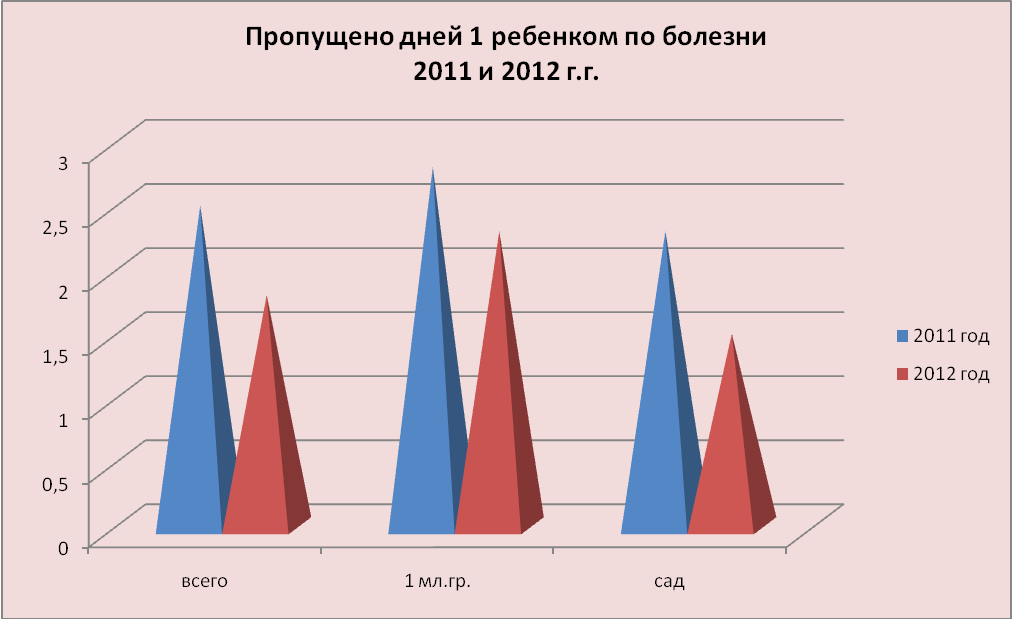 Пропущено дней 1 ребенком по болезни
2011 и 2012 г.г.
3
2,5
2
1,5
1
0,5
0
всего
1 мл.гр.
сад
2011 год
2012 год